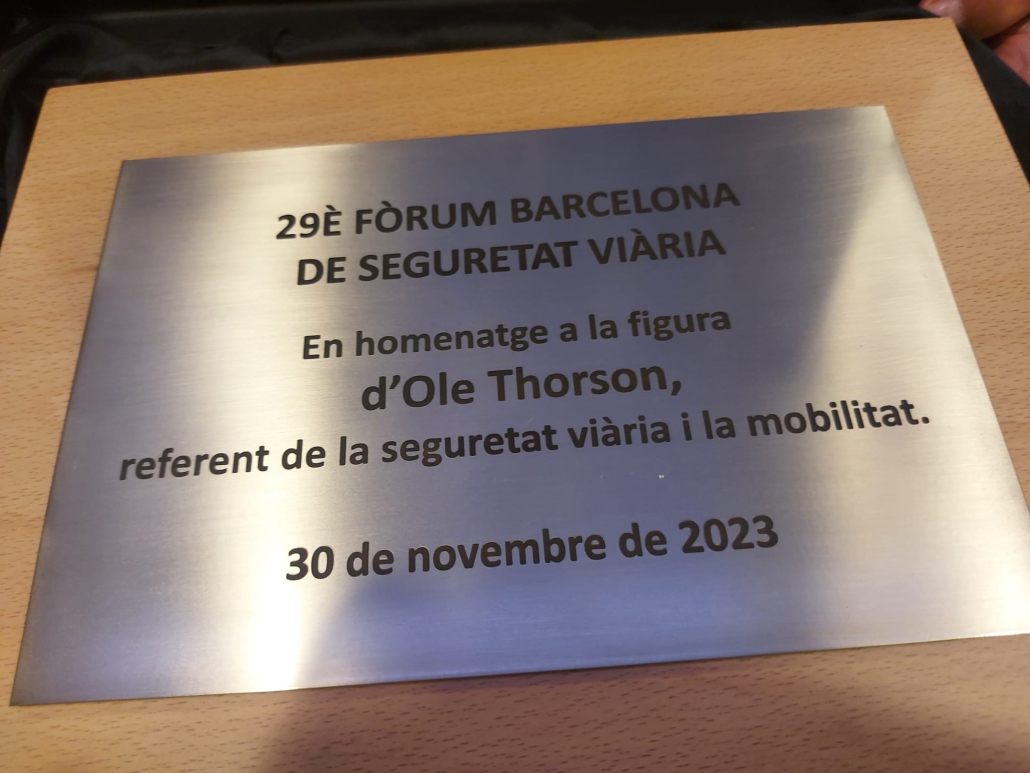 29È FÒRUM BARCELONA
DE SEGURETAT VIÀRIA
En homenatge a la figura
d’Ole Thorson,
referent de la seguretat viària i la mobilitat.
30 de novembre de 2023